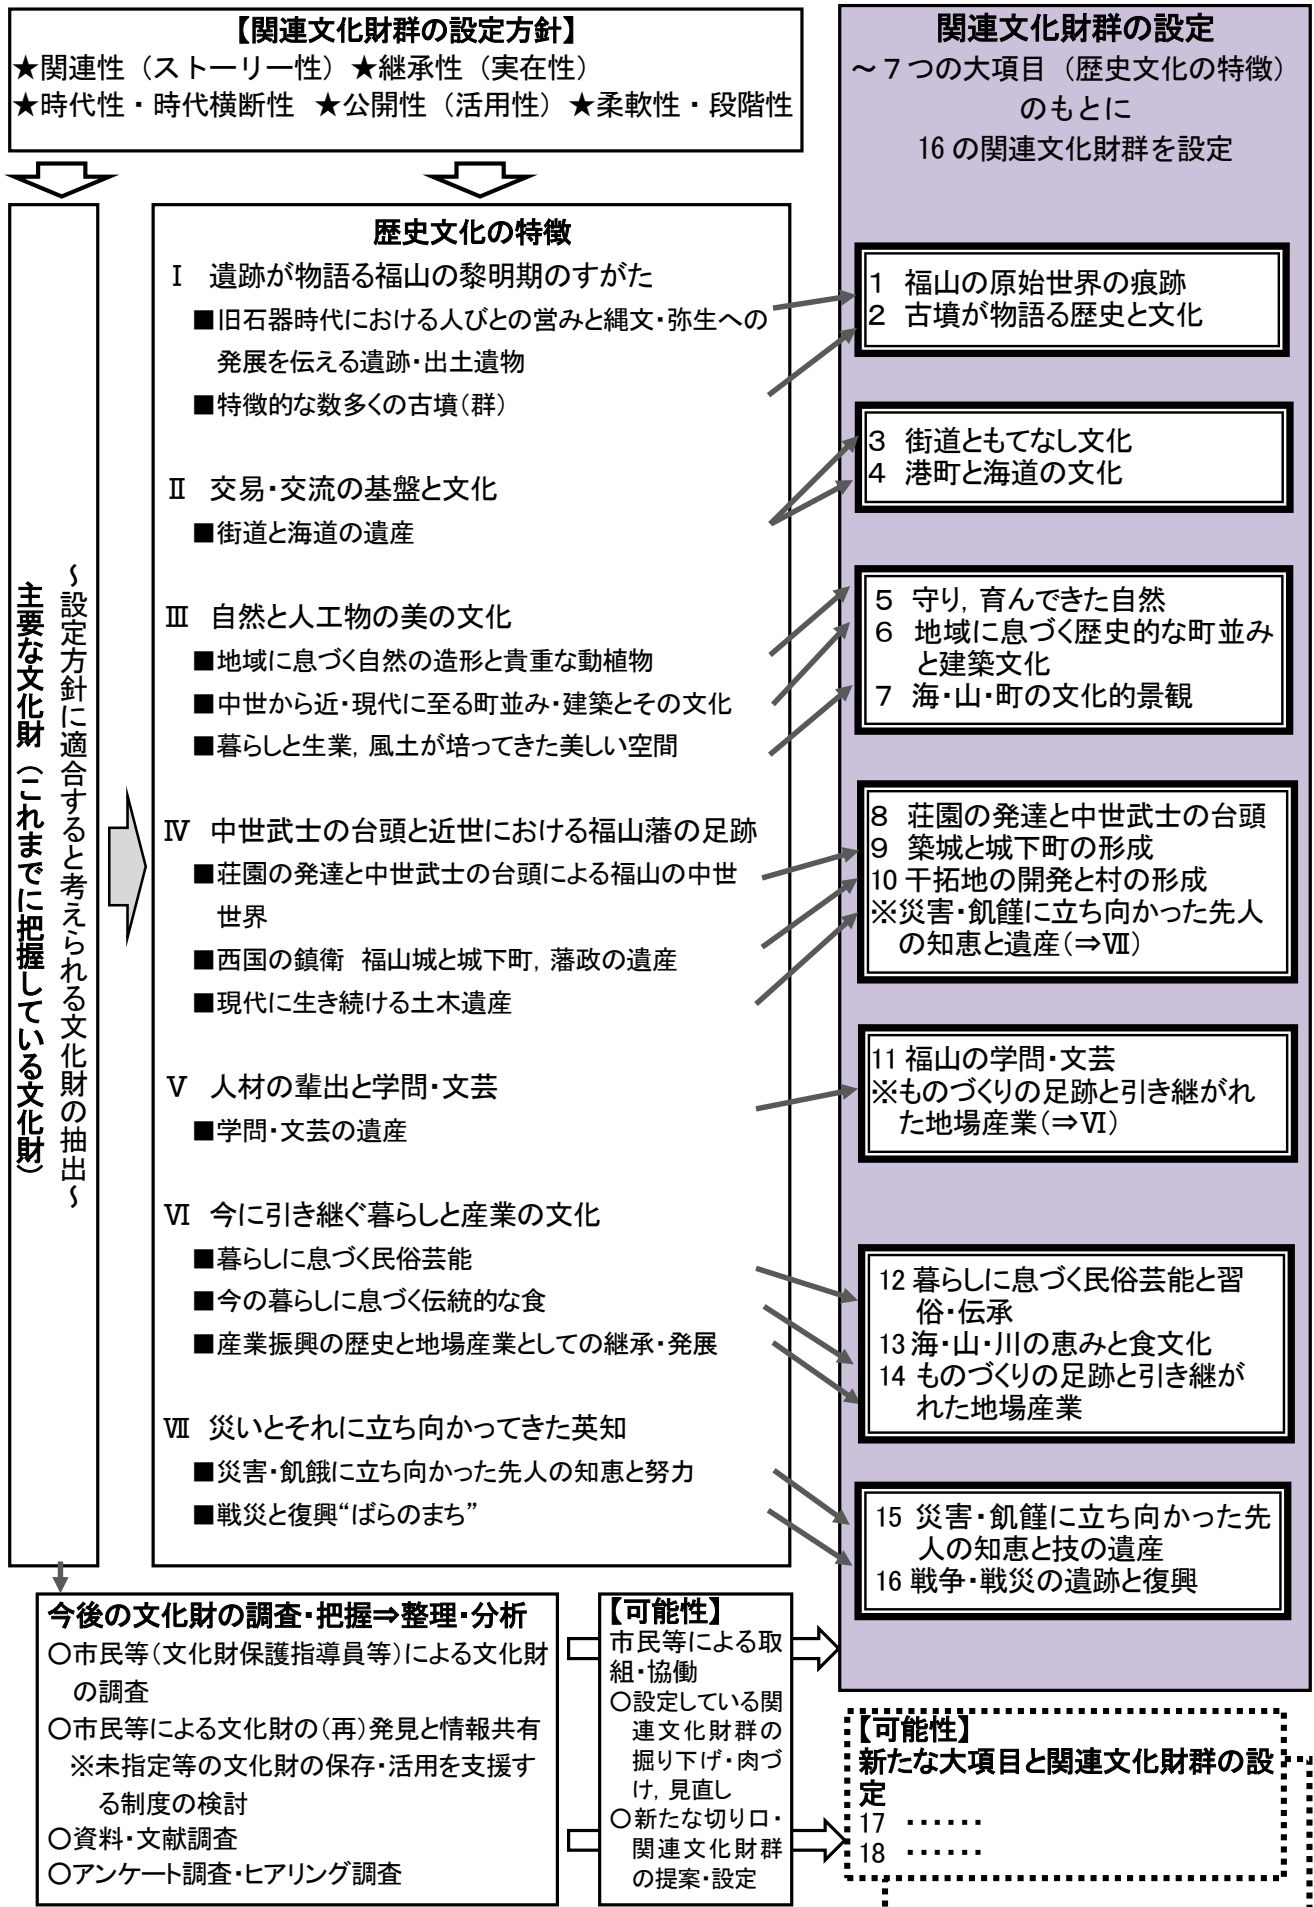 【関連文化財群の設定方針】
★関連性（ストーリー性）★継承性（実在性）
★時代性・時代横断性　★公開性（活用性）★柔軟性・段階性
主要な文化財（これまでに把握している文化財）
～設定方針に適合すると考えられる文化財の抽出～
歴史文化の特徴
Ⅰ　遺跡が物語る福山の黎明期のすがた
■旧石器時代における人びとの営みと縄文・弥生への
発展を伝える遺跡・出土遺物
■特徴的な数多くの古墳（群）
Ⅱ　交易・交流の基盤と文化
■街道と海道の遺産
Ⅲ　自然と人工物の美の文化
■地域に息づく自然の造形と貴重な動植物
■中世から近・現代に至る町並み・建築とその文化
■暮らしと生業，風土が培ってきた美しい空間
Ⅳ　中世武士の台頭と近世における福山藩の足跡
■荘園の発達と中世武士の台頭による福山の中世
世界
■西国の鎮衛　福山城と城下町，藩政の遺産
■現代に生き続ける土木遺産
Ⅴ　人材の輩出と学問・文芸
■学問・文芸の遺産
Ⅵ　今に引き継ぐ暮らしと産業の文化
■暮らしに息づく民俗芸能
■今の暮らしに息づく伝統的な食
■産業振興の歴史と地場産業としての継承・発展
Ⅶ　災いとそれに立ち向かってきた英知
■災害・飢餓に立ち向かった先人の知恵と努力
■戦災と復興“ばらのまち”
関連文化財群の設定
～７つの大項目（歴史文化の特徴）
のもとに
16の関連文化財群を設定
1　福山の原始世界の痕跡
2　古墳が物語る歴史と文化
3　街道ともてなし文化
4　港町と海道の文化
5　守り，育んできた自然
6　地域に息づく歴史的な町並み
と建築文化
7　海・山・町の文化的景観
8　荘園の発達と中世武士の台頭
9　築城と城下町の形成
10 干拓地の開発と村の形成
※災害・飢饉に立ち向かった先人
の知恵と遺産（⇒Ⅶ）
11 福山の学問・文芸
※ものづくりの足跡と引き継がれ
た地場産業（⇒Ⅵ）
12 暮らしに息づく民俗芸能と習
俗・伝承
13 海・山・川の恵みと食文化
14 ものづくりの足跡と引き継が
れた地場産業
15 災害・飢饉に立ち向かった先
人の知恵と技の遺産
16 戦争・戦災の遺跡と復興
今後の文化財の調査・把握⇒整理・分析
〇市民等（文化財保護指導員等）による文化財
の調査
〇市民等による文化財の（再）発見と情報共有
※未指定等の文化財の保存・活用を支援す
る制度の検討
〇資料・文献調査
〇アンケート調査・ヒアリング調査
【可能性】
市民等による取
組・協働
〇設定している関
連文化財群の
掘り下げ・肉づ
け，見直し
〇新たな切り口・
関連文化財群
の提案・設定
【可能性】
新たな大項目と関連文化財群の設
定
17　・・・・・・
18　・・・・・・